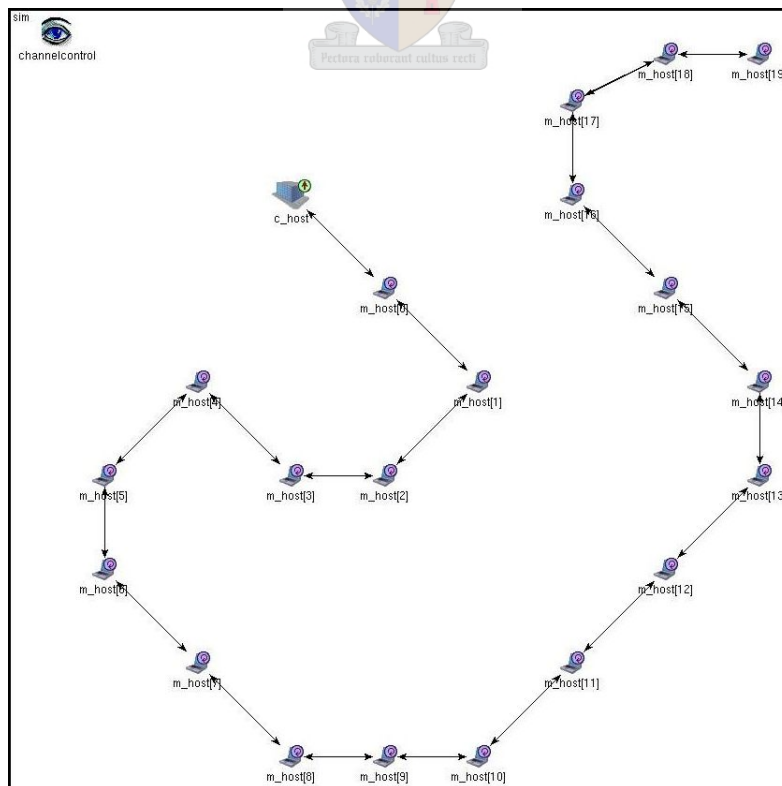 sim
channelcontrol
Pectora roborant cultus recti
m_host[18]
m_host[19]
m_host[17]
m_host[16]
c_host
m_host[0]
m_host[15]
m_host[4]
m_host[1]
m_host[14]
m_host[5]
m_host[3]
m_host[2]
m_host[13]
m_host[6]
m_host[12]
m_host[7]
m_host[11]
m_host[8]
m_host[9]
m_host[10]